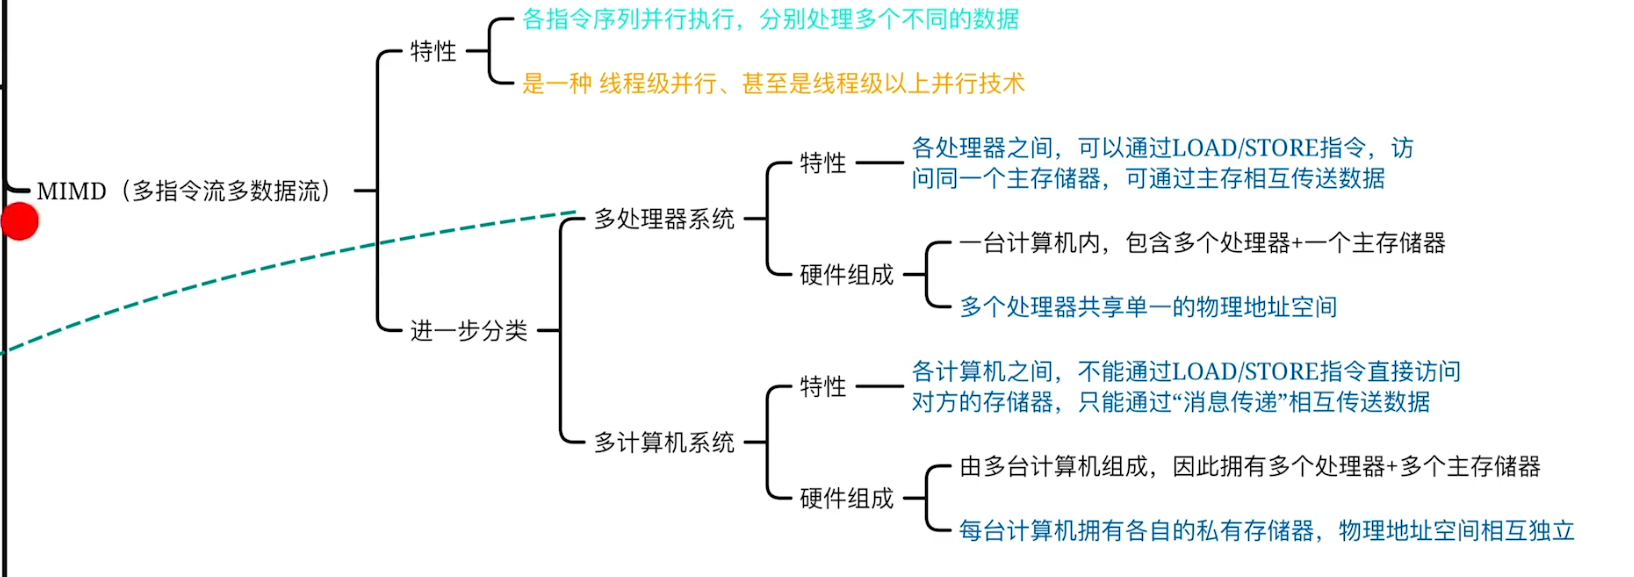 各指令序列并行执行，分别处理多个不同的数据
特性
是一种 线程级并行、甚至是线程级以上并行技术
MIMD（多指令流多数据流）
各处理器之间，可以通过LOAD/STORE指令，访
问同一个主存储器，可通过主存相互传送数据
特性
多处理器系统
一台计算机内，包含多个处理器+一个主存储器
硬件组成
多个处理器共享单一的物理地址空间
进一步分类
各计算机之间，不能通过LOAD/STORE指令直接访问
对方的存储器，只能通过“消息传递”相互传送数据
特性
多计算机系统
由多台计算机组成，因此拥有多个处理器+多个主存储器
硬件组成
每台计算机拥有各自的私有存储器，物理地址空间相互独立